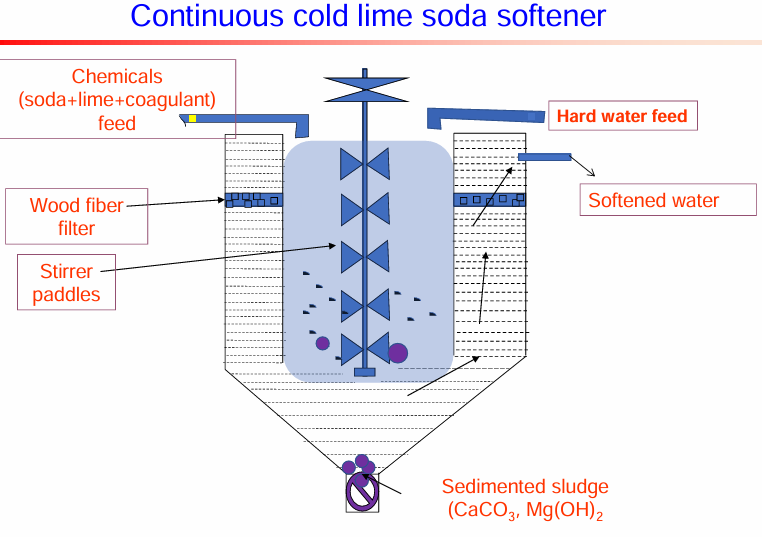 Continuous cold lime soda softener
Chemicals
(soda+lime+coagulant)
feed
Hard water feed
Wood fiber
filter
Softened water
Stirrer
paddles
Sedimented sludge
(CaCO₃, Mg(OH)₂